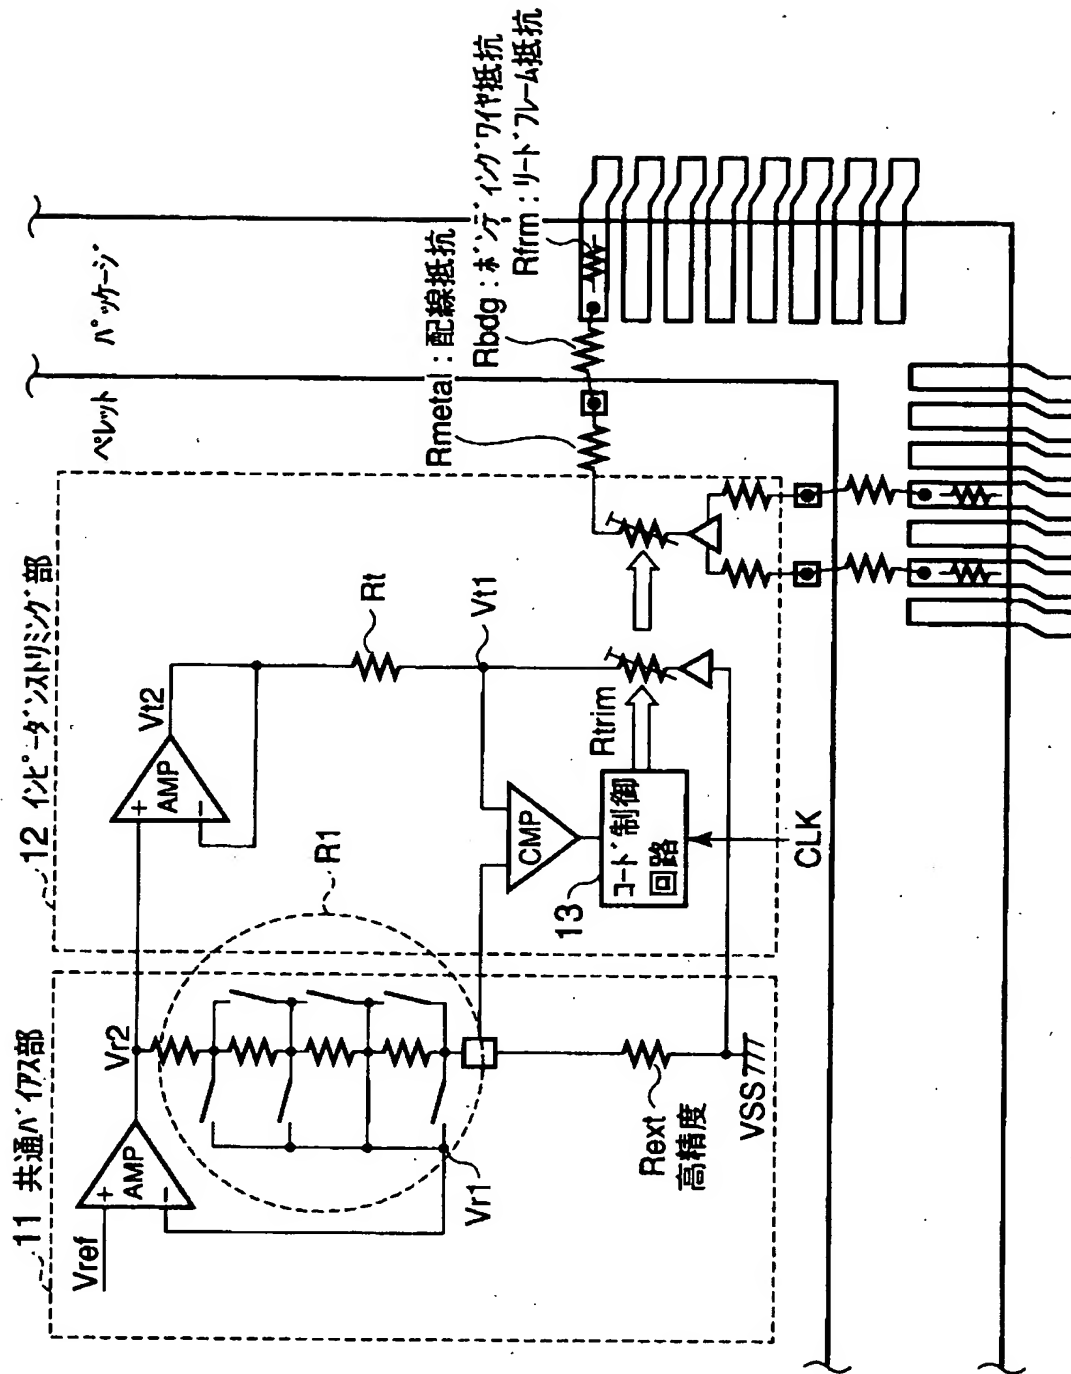 11 共通バイアス部
12 インピーダンストリミング部
ペレット
パッケージ
Vref
AMP
+
-
Vr2
R1
Vr1
Rext
高精度
VSS
AMP
+
-
Vt2
Rt
Vt1
CMP
13
コード制御
回路
Rtrim
CLK
Rmetal：配線抵抗
Rbdg：ボンディングワイヤ抵抗
Rfrm：リードフレーム抵抗